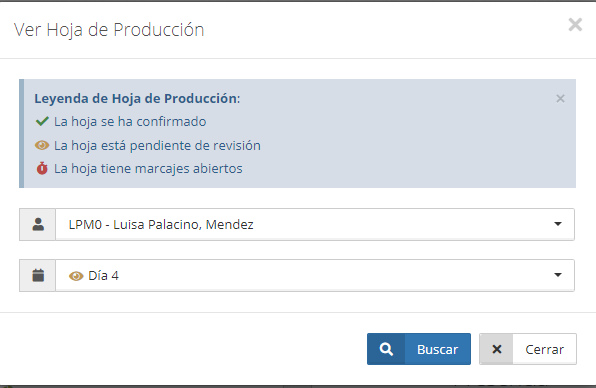 Ver Hoja de Producción
Leyenda de Hoja de Producción:
La hoja se ha confirmado
La hoja está pendiente de revisión
La hoja tiene marcajes abiertos
LPM0 - Luisa Palacino, Mendez
Día 4
Buscar
Cerrar